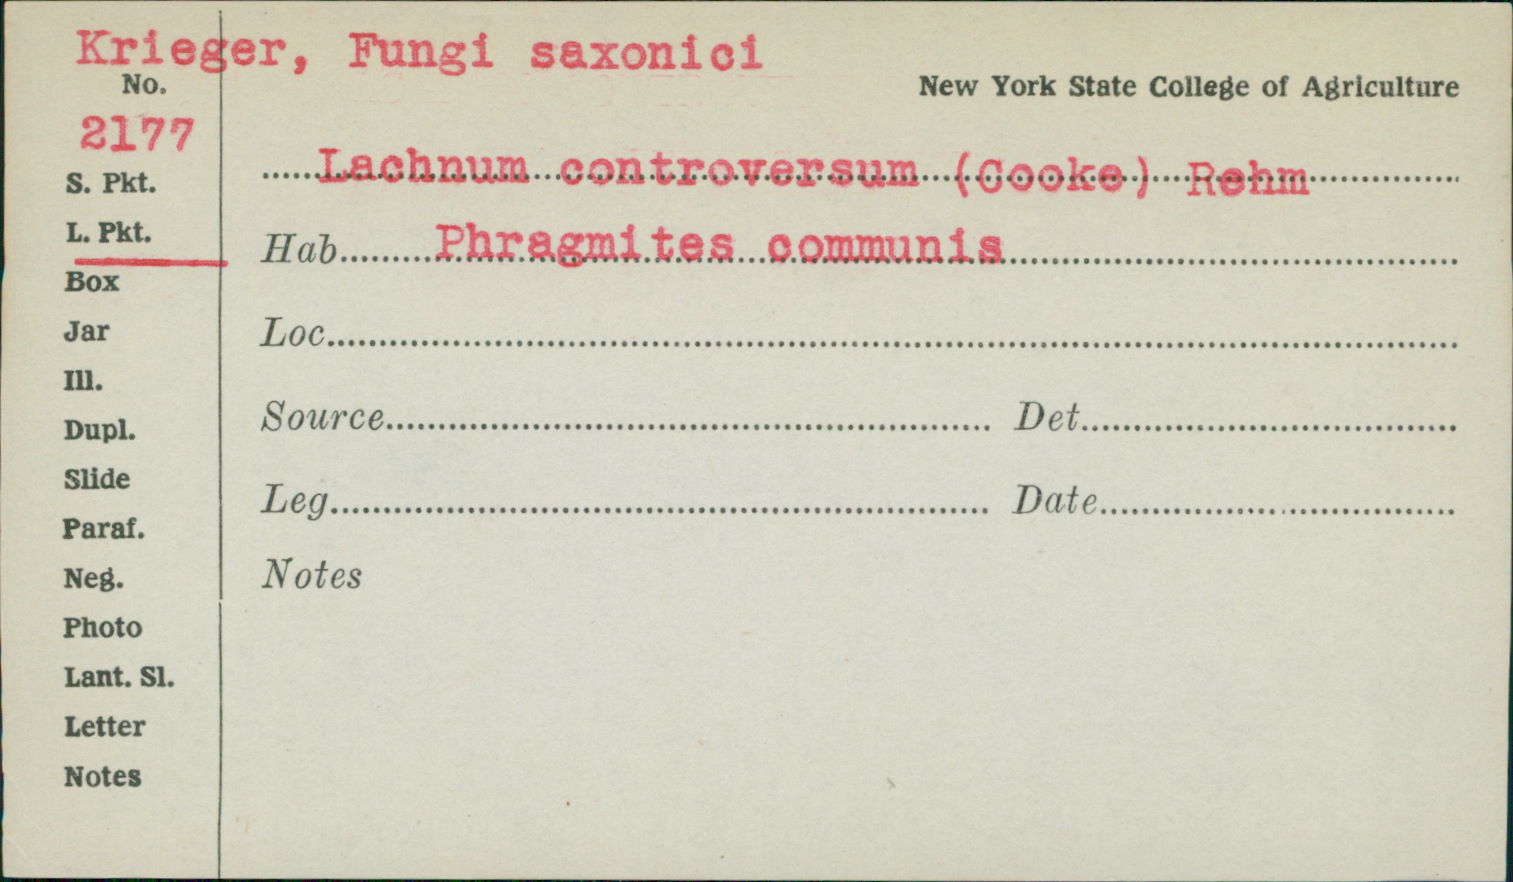 Krieger, Fungi saxonici
No.
New York State College of Agriculture
2177
Lachnum controversum (Cooke) Rehm
S. Pkt.
L. Pkt.
Hab. Phragmites communis
Box
Jar
Loc.
Ill.
Dupl.
Source Det.
Slide
Leg. Date
Paraf.
Neg.
Notes
Photo
Lant. Sl.
Letter
Notes